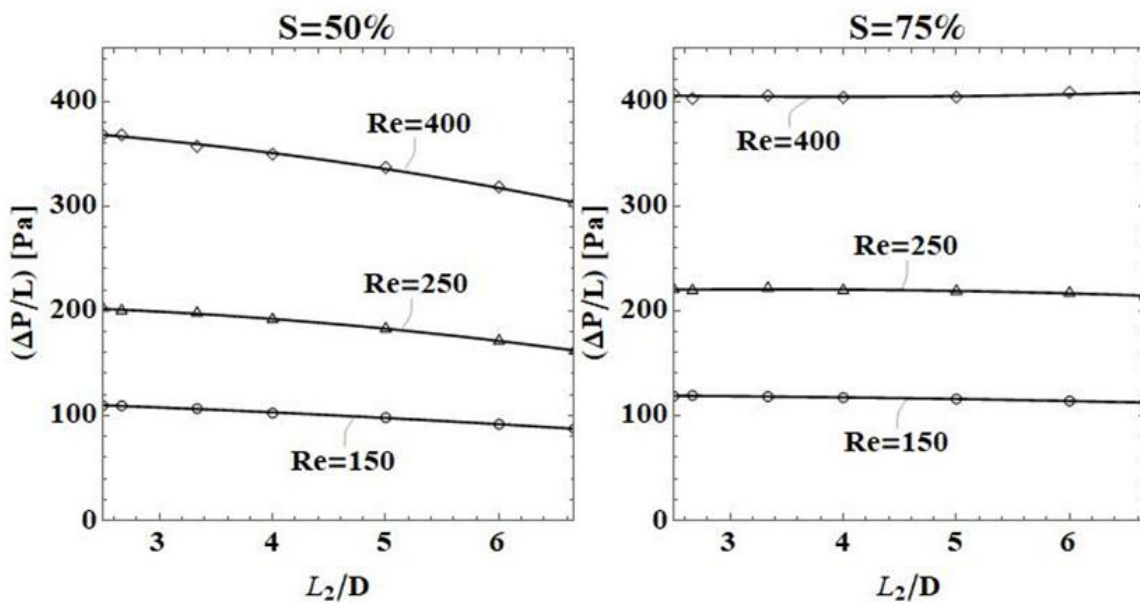 S=50%
(ΔP/L) [Pa]
400
300
200
100
0
Re=400
Re=250
Re=150
3 4 5 6
L₂/D
S=75%
(ΔP/L) [Pa]
400
300
200
100
0
Re=400
Re=250
Re=150
3 4 5 6
L₂/D